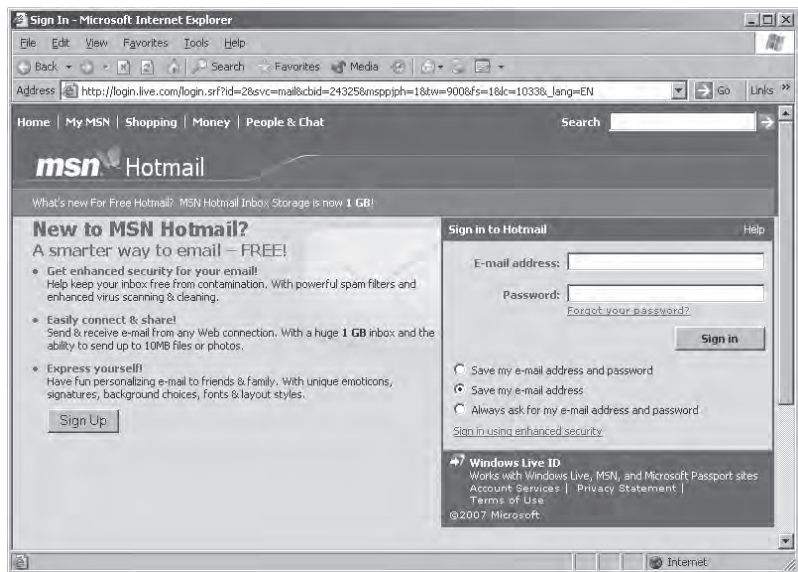 Sign In - Microsoft Internet Explorer
File Edit View Favorites Tools Help
Back Search Favorites Media
Address http://login.live.com/login.srf?id=2&svc=mail&cbid=24325&msppjph=1&tw=900&fs=1&lc=1033&_lang=EN Go Links »
Home | My MSN | Shopping | Money | People & Chat Search
msn Hotmail
What's new For Free Hotmail? MSN Hotmail Inbox Storage is now 1 GB!
New to MSN Hotmail?
A smarter way to email – FREE!
• Get enhanced security for your email!
Help keep your inbox free from contamination. With powerful spam filters and
enhanced virus scanning & cleaning.
• Easily connect & share!
Send & receive e-mail from any Web connection. With a huge 1 GB inbox and the
ability to send up to 10MB files or photos.
• Express yourself!
Have fun personalizing e-mail to friends & family. With unique emoticons,
signatures, background choices, fonts & layout styles.
Sign Up
Sign in to Hotmail Help
E-mail address:
Password:
Forgot your password?
Sign in
Save my e-mail address and password
Save my e-mail address
Always ask for my e-mail address and password
Sign in using enhanced security
Windows Live ID
Works with Windows Live, MSN, and Microsoft Passport sites
Account Services | Privacy Statement |
Terms of Use
©2007 Microsoft
Internet